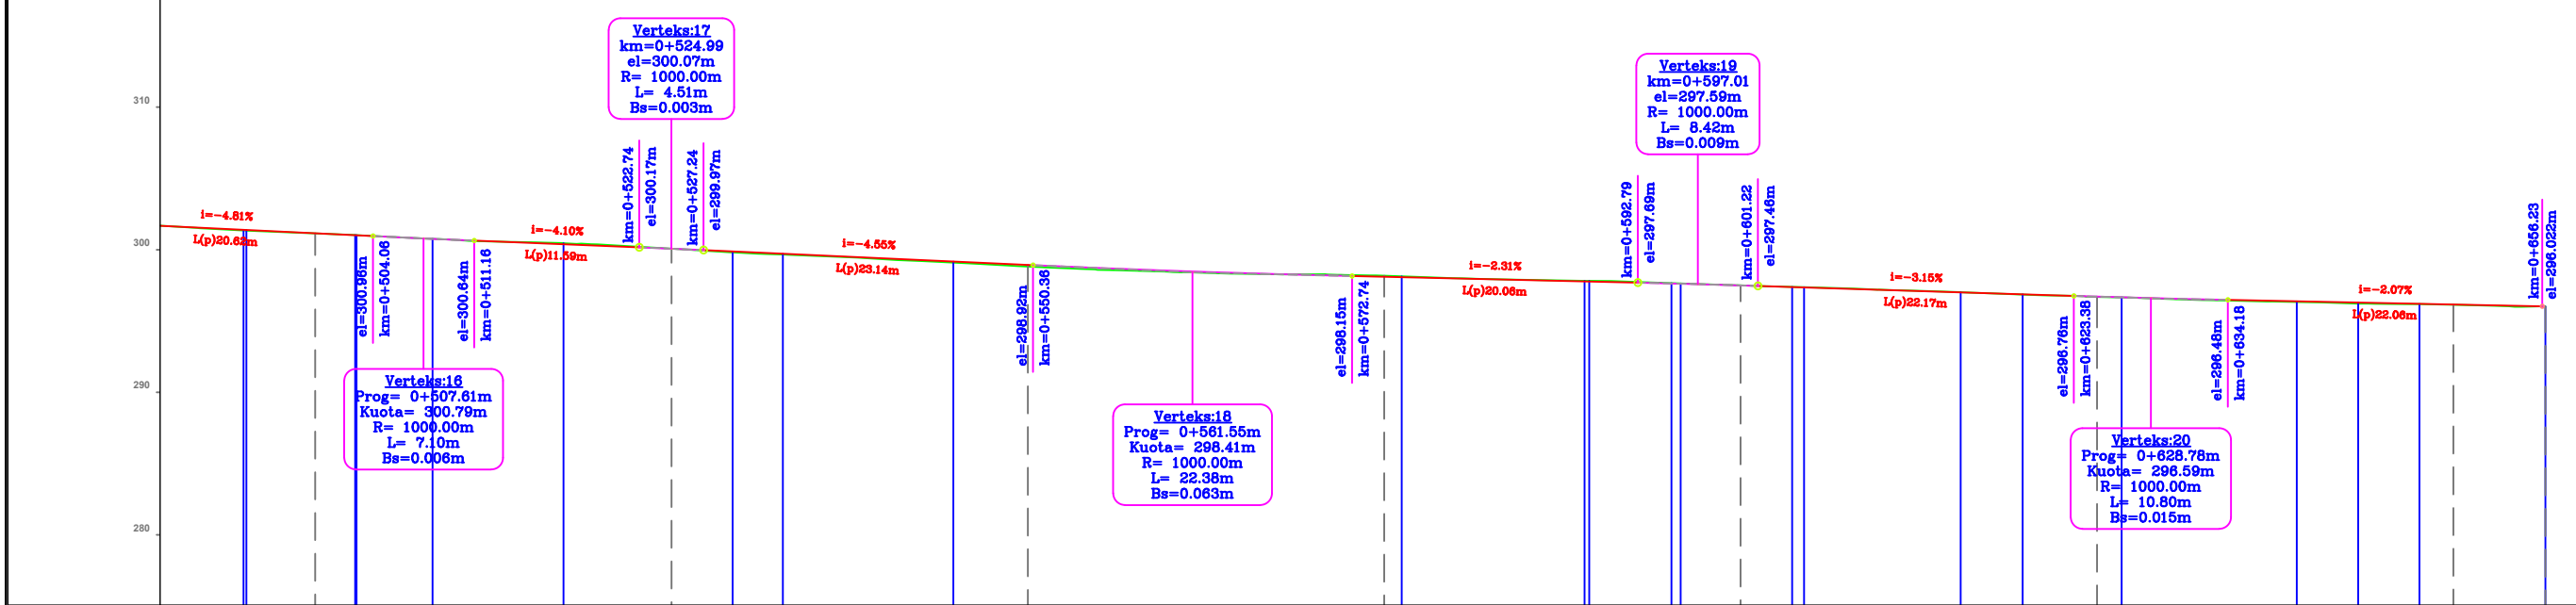 Verteks:17
km=0+524.99
el=300.07m
R= 1000.00m
L= 4.51m
Bs=0.003m
Verteks:19
km=0+597.01
el=297.59m
R= 1000.00m
L= 8.42m
Bs=0.009m
310
300
290
280
km=0+522.74
el=300.17m
km=0+527.24
el=299.97m
km=0+592.79
el=297.69m
km=0+601.22
el=297.46m
km=0+656.23
el=296.022m
i=-4.81%
L(p)20.62m
i=-4.10%
L(p)11.59m
i=-4.55%
L(p)23.14m
i=-2.31%
L(p)20.06m
i=-3.15%
L(p)22.17m
i=-2.07%
L(p)22.06m
el=300.96m
km=0+504.06
el=300.64m
km=0+511.16
el=298.92m
km=0+550.36
el=298.15m
km=0+572.74
el=296.76m
km=0+623.38
el=296.48m
km=0+634.18
Verteks:16
Prog= 0+507.61m
Kuota= 300.79m
R= 1000.00m
L= 7.10m
Bs=0.006m
Verteks:18
Prog= 0+561.55m
Kuota= 298.41m
R= 1000.00m
L= 22.38m
Bs=0.063m
Verteks:20
Prog= 0+628.78m
Kuota= 296.59m
R= 1000.00m
L= 10.80m
Bs=0.015m